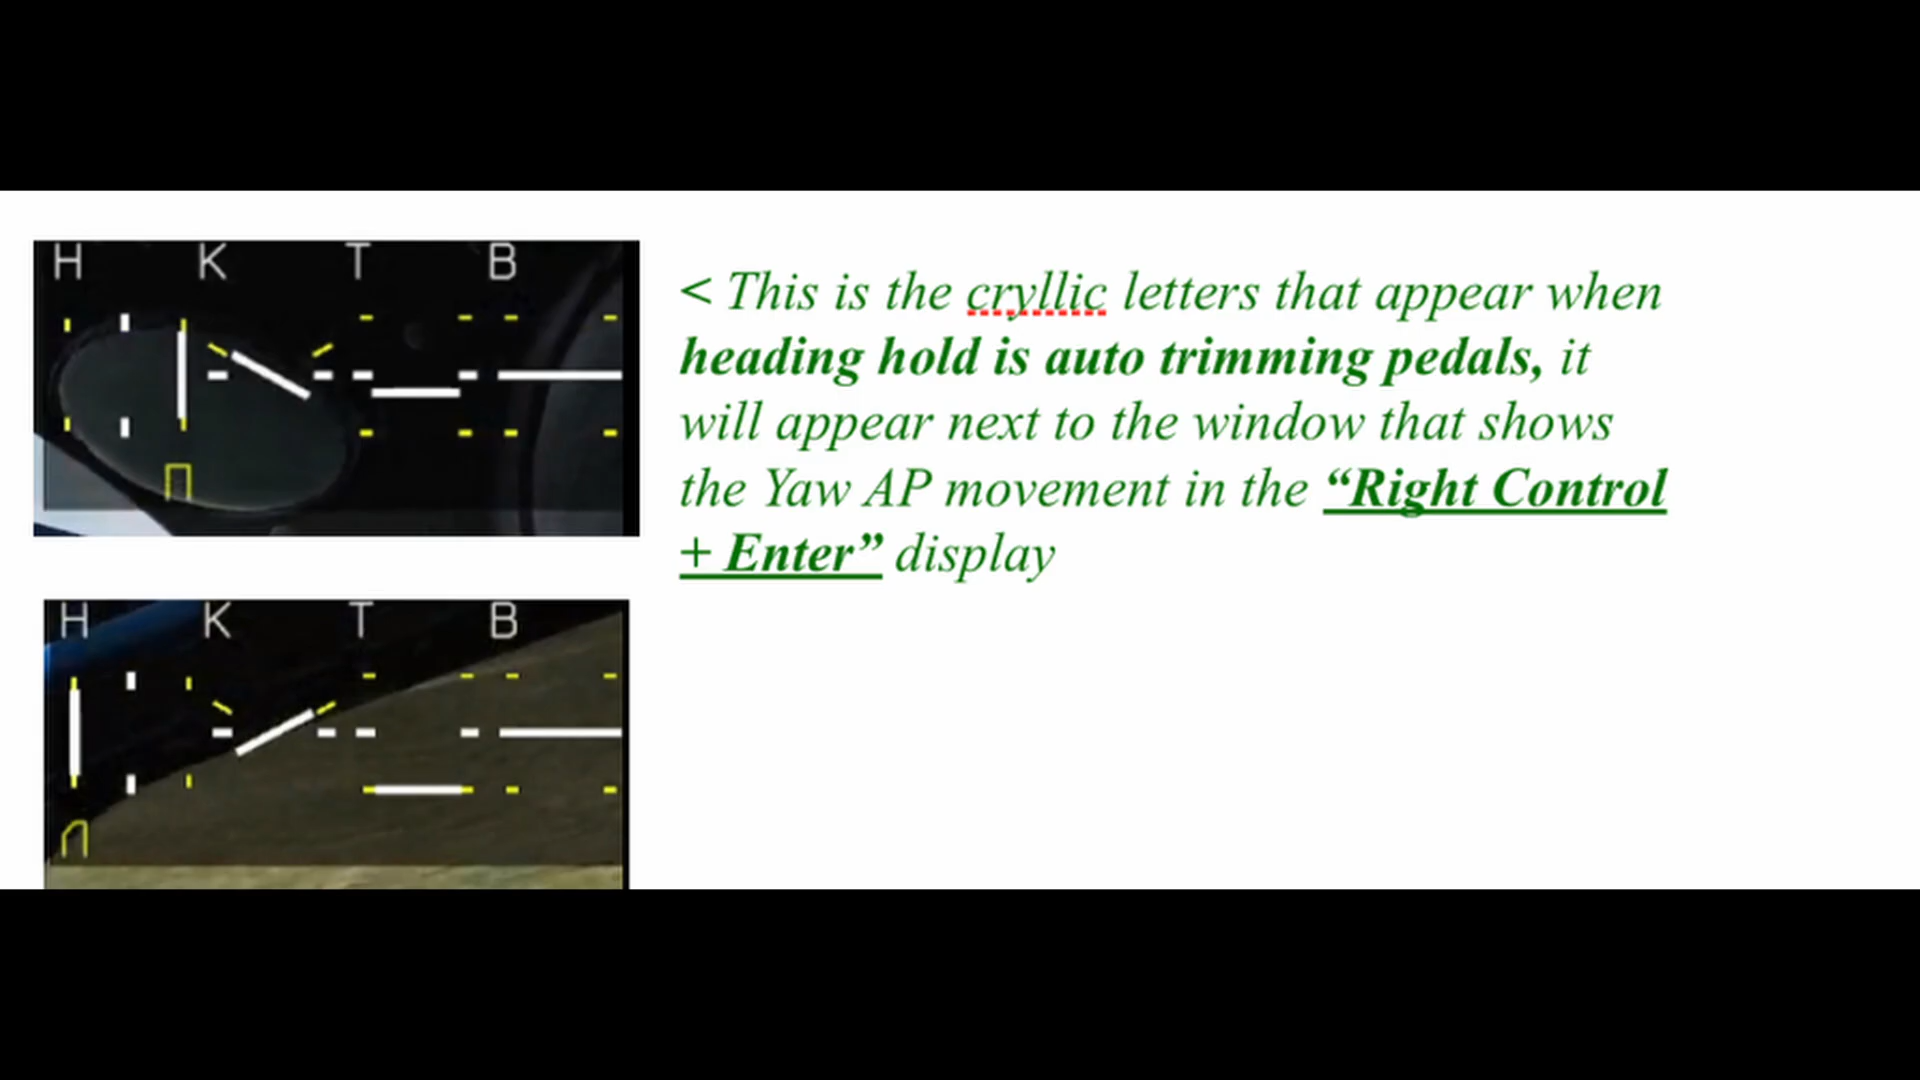 H K T B
П
< This is the cryllic letters that appear when
heading hold is auto trimming pedals, it
will appear next to the window that shows
the Yaw AP movement in the “Right Control
+ Enter” display
H K T B
Л